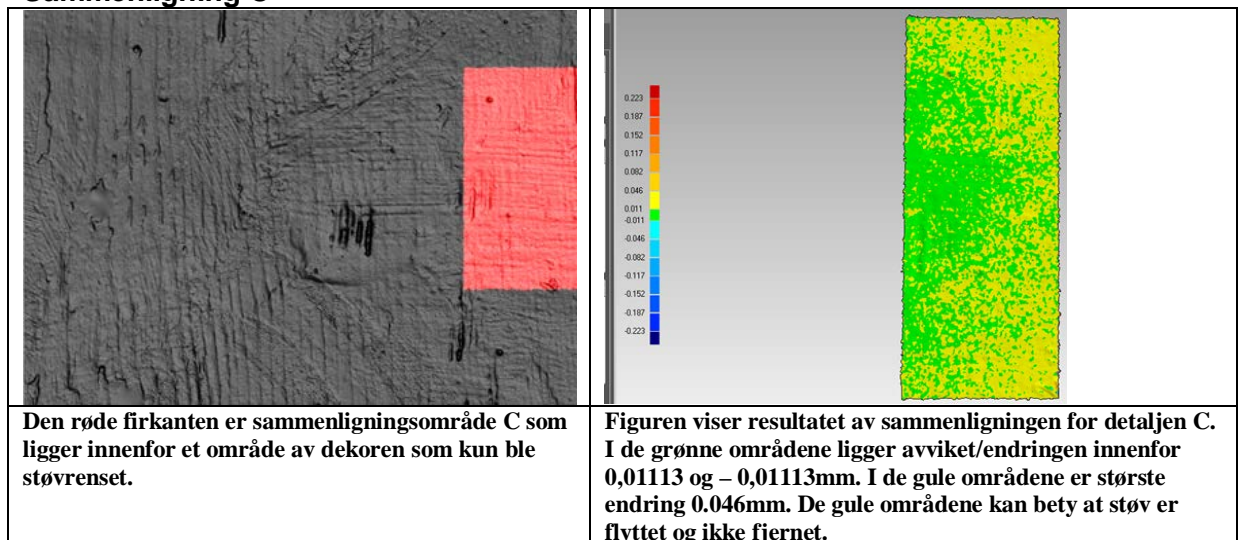 Sammenligning C
0.223
0.187
0.152
0.117
0.082
0.046
0.011
-0.011
-0.046
-0.082
-0.117
-0.152
-0.187
-0.223
Den røde firkanten er sammenligningsområde C som
ligger innenfor et område av dekoren som kun ble
støvrenset.
Figuren viser resultatet av sammenligningen for detaljen C.
I de grønne områdene ligger avviket/endringen innenfor
0,01113 og – 0,01113mm. I de gule områdene er største
endring 0.046mm. De gule områdene kan bety at støv er
flyttet og ikke fjernet.